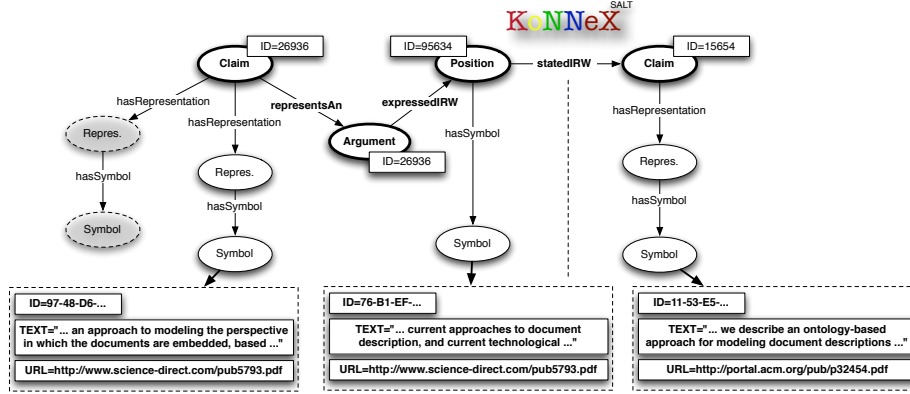 KoNNeX
SALT
ID=26936
ID=95634
ID=15654
Claim
Position
statedIRW
Claim
hasRepresentation
representsAn
expressedIRW
hasRepresentation
hasRepresentation
hasSymbol
Repres.
Argument
ID=26936
Repres.
Repres.
hasSymbol
hasSymbol
hasSymbol
Symbol
Symbol
Symbol
Symbol
ID=97-48-D6-...
TEXT="... an approach to modeling the perspective
in which the documents are embedded, based ..."
URL=http://www.science-direct.com/pub5793.pdf
ID=76-B1-EF-...
TEXT="... current approaches to document
description, and current technological ..."
URL=http://www.science-direct.com/pub5793.pdf
ID=11-53-E5-...
TEXT="... we describe an ontology-based
approach for modeling document descriptions ..."
URL=http://portal.acm.org/pub/p32454.pdf